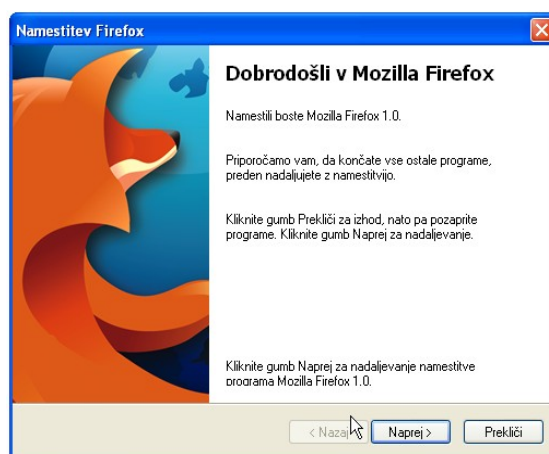 Namestitev Firefox
Dobrodošli v Mozilla Firefox
Namestili boste Mozilla Firefox 1.0.
Priporočamo vam, da končate vse ostale programe,
preden nadaljujete z namestitvijo.
Kliknite gumb Prekliči za izhod, nato pa pozaprite
programe. Kliknite gumb Naprej za nadaljevanje.
Kliknite gumb Naprej za nadaljevanje namestitve
programa Mozilla Firefox 1.0.
< Nazaj Naprej > Prekliči